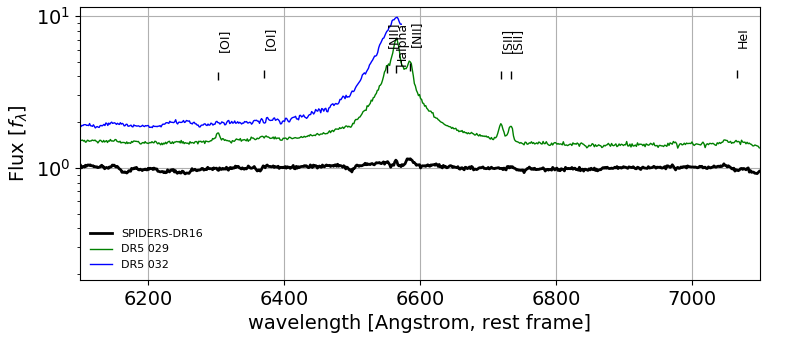 10¹
10⁰
Flux [fλ]
[OI]
[OI]
[NII]
Halpha
[NII]
[SII]
[SII]
HeI
SPIDERS-DR16
DR5 029
DR5 032
6200 6400 6600 6800 7000
wavelength [Angstrom, rest frame]